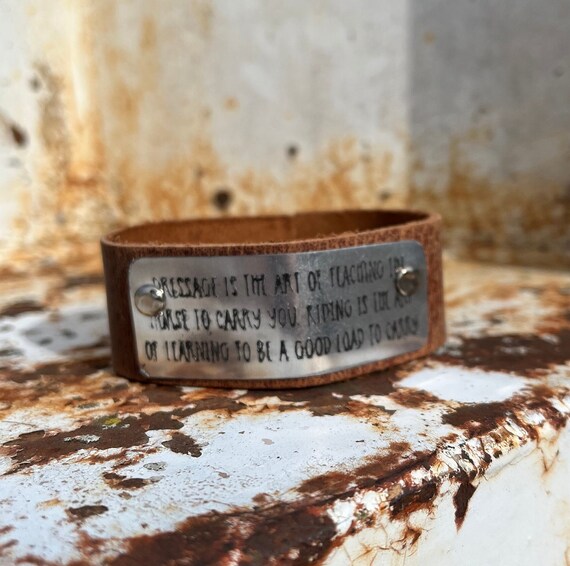 DRESSAGE IS THE ART OF TEACHING THE
HORSE TO CARRY YOU. RIDING IS THE ART
OF LEARNING TO BE A GOOD LOAD TO CARRY